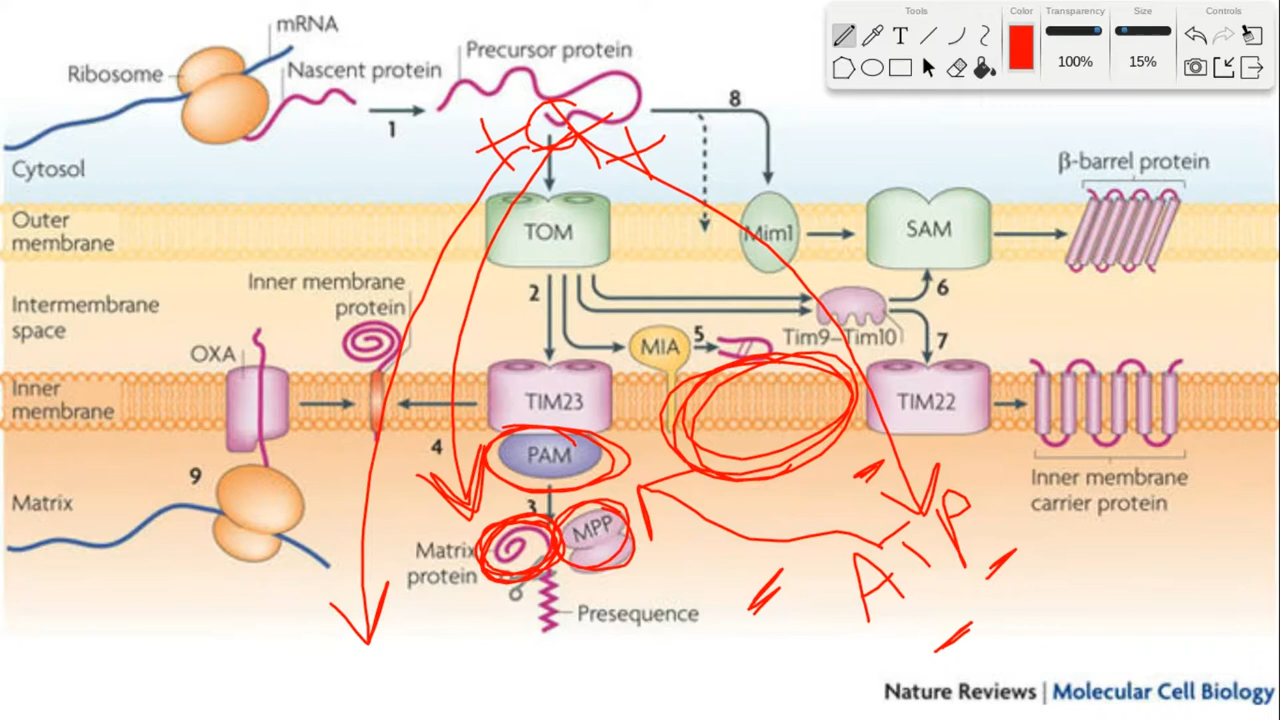 Tools
Color
Transparency
Size
Controls
T
100%
15%
mRNA
Ribosome
Nascent protein
Precursor protein
1
8
Cytosol
β-barrel protein
Outer
membrane
TOM
Mim1
SAM
Inner membrane
protein
2
6
Intermembrane
space
OXA
MIA
5
Tim9–Tim10
7
Inner
membrane
TIM23
TIM22
4
PAM
9
Matrix
3
MPP
Inner membrane
carrier protein
Matrix
protein
Presequence
Nature Reviews | Molecular Cell Biology